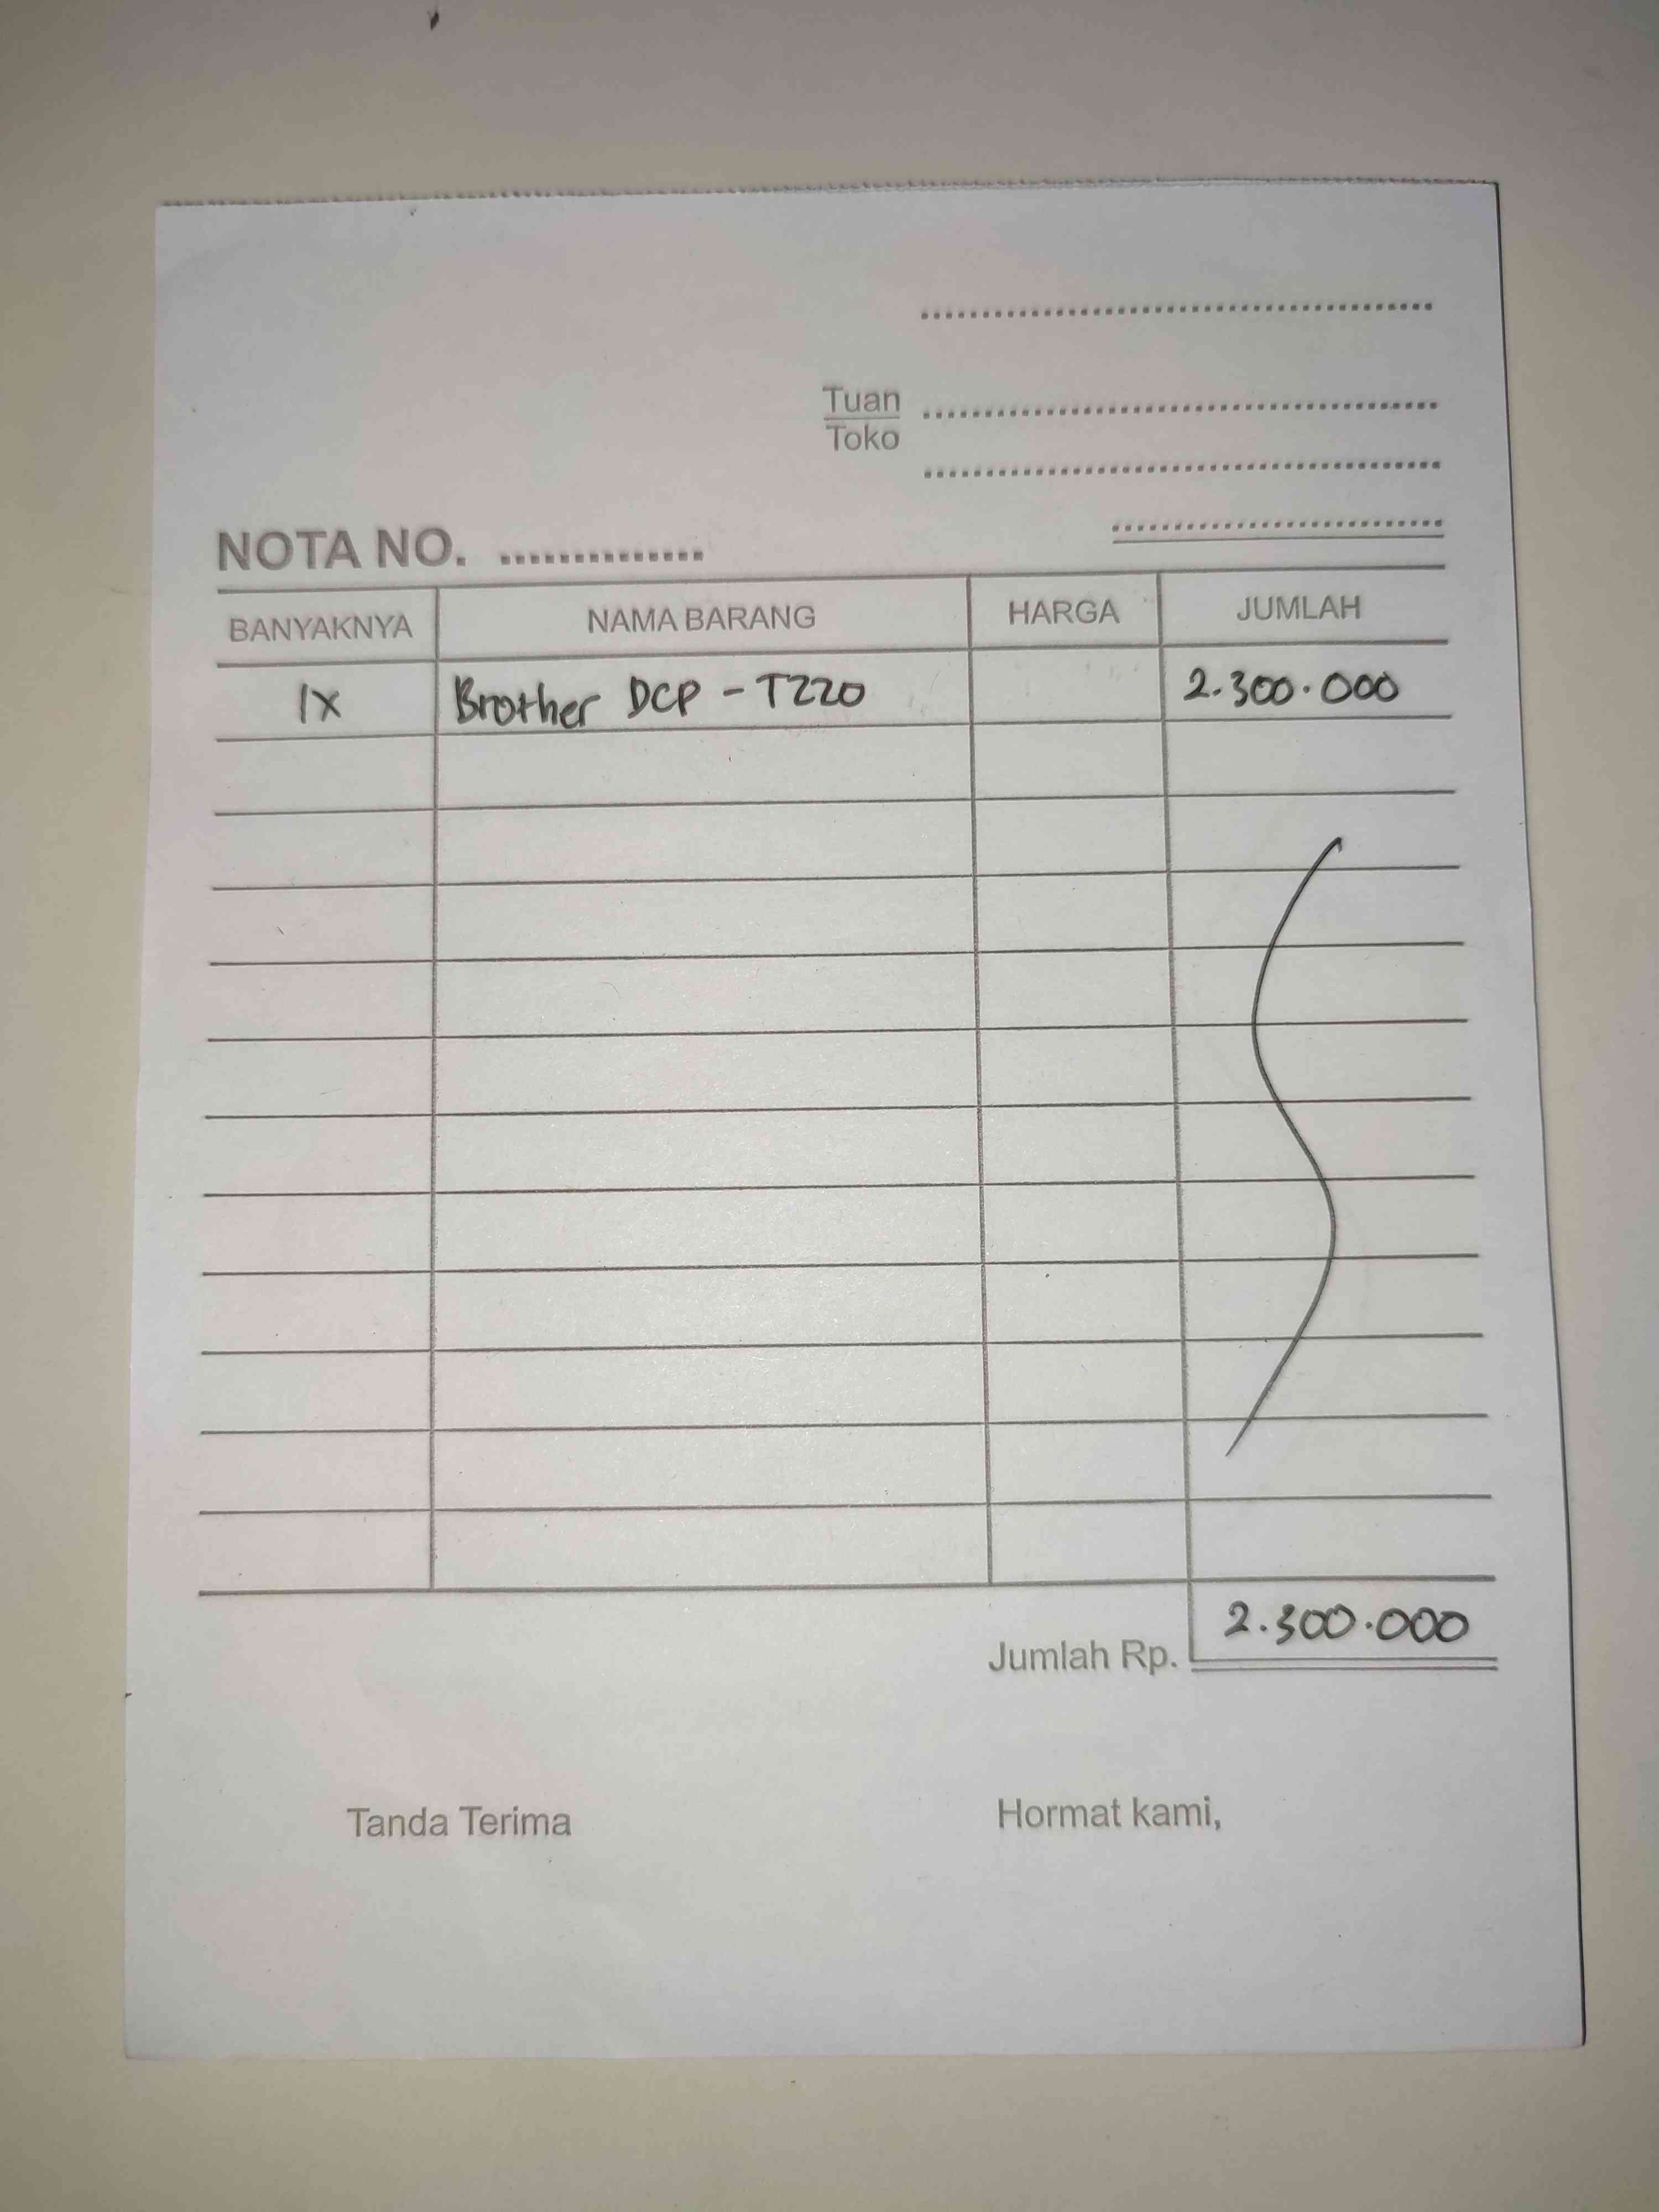 Tuan
Toko
NOTA NO. ..............
BANYAKNYA NAMA BARANG HARGA JUMLAH
1X Brother DCP - T220 2.300.000
Jumlah Rp. 2.300.000
Tanda Terima Hormat kami,